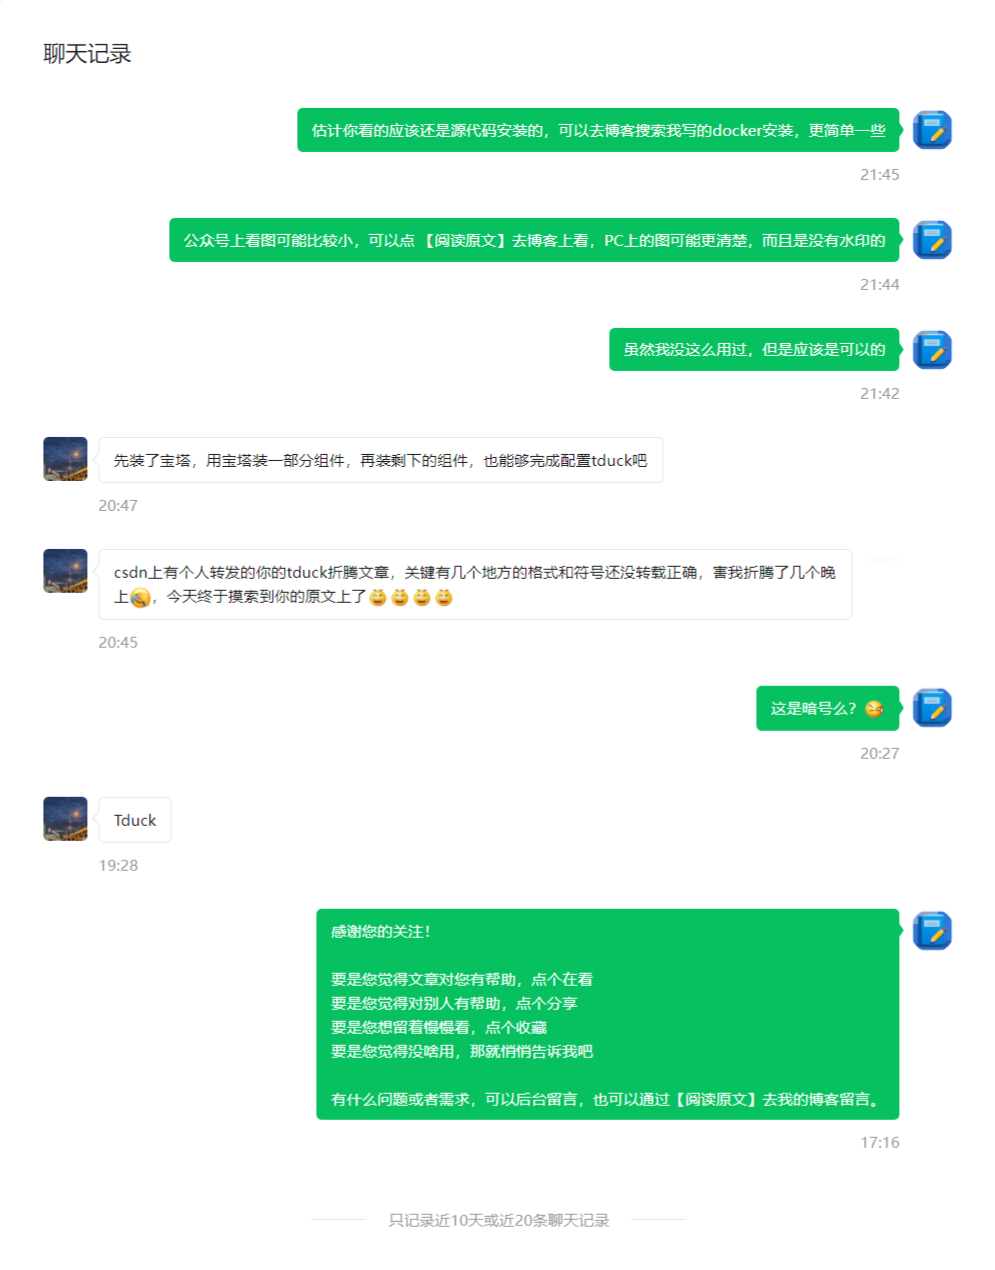 聊天记录
估计你看的应该还是源代码安装的，可以去博客搜索我写的docker安装，更简单一些
21:45
公众号上看图可能比较小，可以点 【阅读原文】去博客上看，PC上的图可能更清楚，而且是没有水印的
21:44
虽然我没这么用过，但是应该是可以的
21:42
先装了宝塔，用宝塔装一部分组件，再装剩下的组件，也能够完成配置tduck吧
20:47
csdn上有个人转发的你的tduck折腾文章，关键有几个地方的格式和符号还没转载正确，害我折腾了几个晚
上😂，今天终于摸索到你的原文上了😄😄😄😄
20:45
这是暗号么？
20:27
Tduck
19:28
感谢您的关注！
要是您觉得文章对您有帮助，点个在看
要是您觉得对别人有帮助，点个分享
要是您想留着慢慢看，点个收藏
要是您觉得没啥用，那就悄悄告诉我吧
有什么问题或者需求，可以后台留言，也可以通过【阅读原文】去我的博客留言。
17:16
只记录近10天或近20条聊天记录